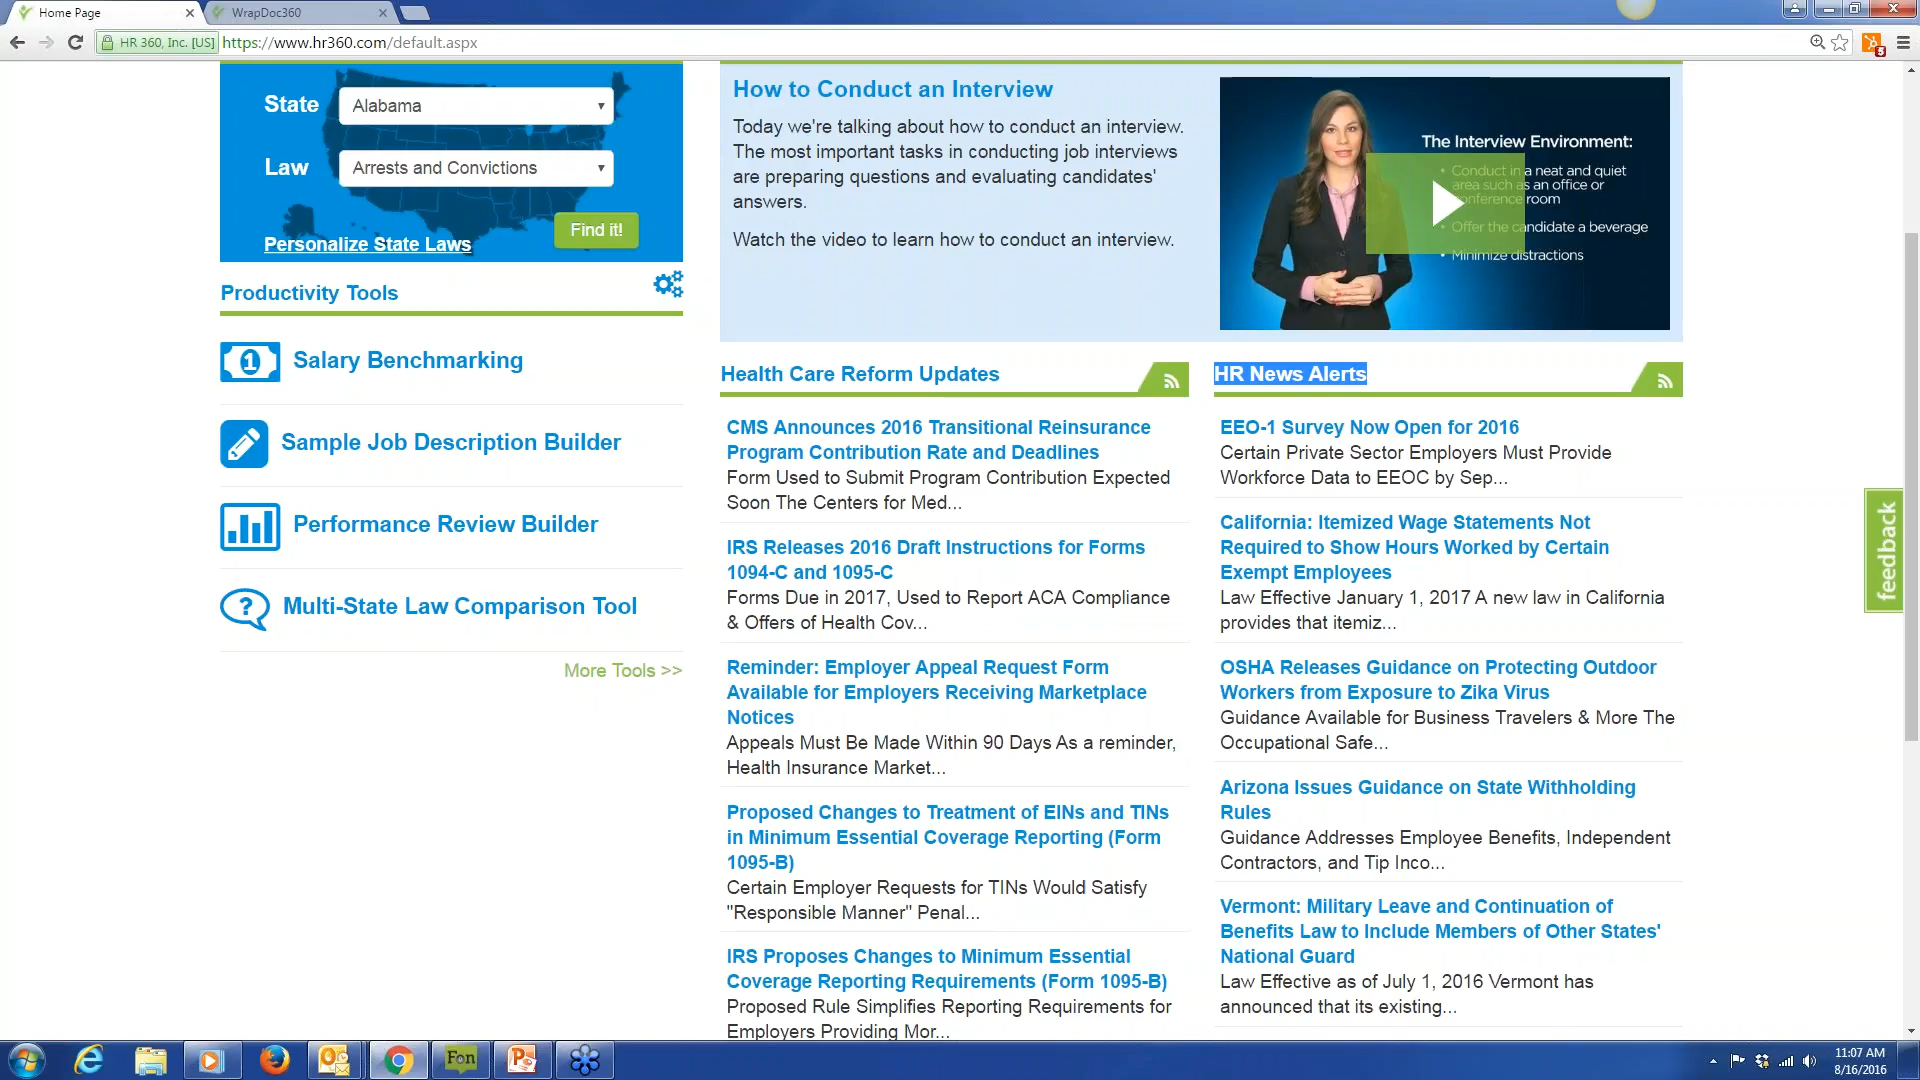 Home Page
WrapDoc360
HR 360, Inc. [US]
https://www.hr360.com/default.aspx
5
State
Alabama
Law
Arrests and Convictions
Find it!
Personalize State Laws
Productivity Tools
1
Salary Benchmarking
Sample Job Description Builder
Performance Review Builder
?
Multi-State Law Comparison Tool
More Tools >>
How to Conduct an Interview
Today we're talking about how to conduct an interview.
The most important tasks in conducting job interviews
are preparing questions and evaluating candidates'
answers.
Watch the video to learn how to conduct an interview.
The Interview Environment:
• Conduct in a neat and quiet
area such as an office or
conference room
• Offer the candidate a beverage
• Minimize distractions
Health Care Reform Updates
CMS Announces 2016 Transitional Reinsurance
Program Contribution Rate and Deadlines
Form Used to Submit Program Contribution Expected
Soon The Centers for Med...
IRS Releases 2016 Draft Instructions for Forms
1094-C and 1095-C
Forms Due in 2017, Used to Report ACA Compliance
& Offers of Health Cov...
Reminder: Employer Appeal Request Form
Available for Employers Receiving Marketplace
Notices
Appeals Must Be Made Within 90 Days As a reminder,
Health Insurance Market...
Proposed Changes to Treatment of EINs and TINs
in Minimum Essential Coverage Reporting (Form
1095-B)
Certain Employer Requests for TINs Would Satisfy
"Responsible Manner" Penal...
IRS Proposes Changes to Minimum Essential
Coverage Reporting Requirements (Form 1095-B)
Proposed Rule Simplifies Reporting Requirements for
Employers Providing Mor...
HR News Alerts
EEO-1 Survey Now Open for 2016
Certain Private Sector Employers Must Provide
Workforce Data to EEOC by Sep...
California: Itemized Wage Statements Not
Required to Show Hours Worked by Certain
Exempt Employees
Law Effective January 1, 2017 A new law in California
provides that itemiz...
OSHA Releases Guidance on Protecting Outdoor
Workers from Exposure to Zika Virus
Guidance Available for Business Travelers & More The
Occupational Safe...
Arizona Issues Guidance on State Withholding
Rules
Guidance Addresses Employee Benefits, Independent
Contractors, and Tip Inco...
Vermont: Military Leave and Continuation of
Benefits Law to Include Members of Other States'
National Guard
Law Effective as of July 1, 2016 Vermont has
announced that its existing...
feedback
Fon
11:07 AM
8/16/2016